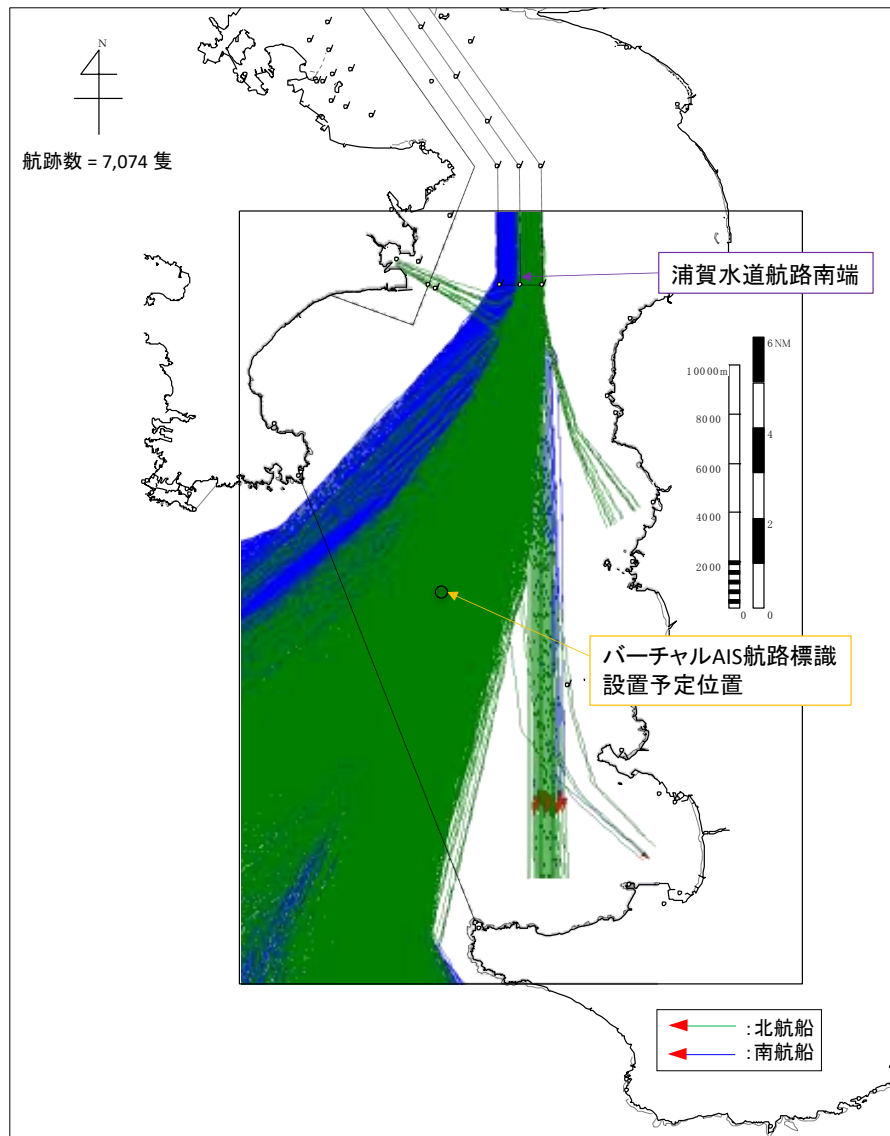 N
航跡数 = 7,074 隻
浦賀水道航路南端
6NM
10000m
8000
4
6000
4000
2
2000
0
0
バーチャルAIS航路標識
設置予定位置
:北航船
:南航船